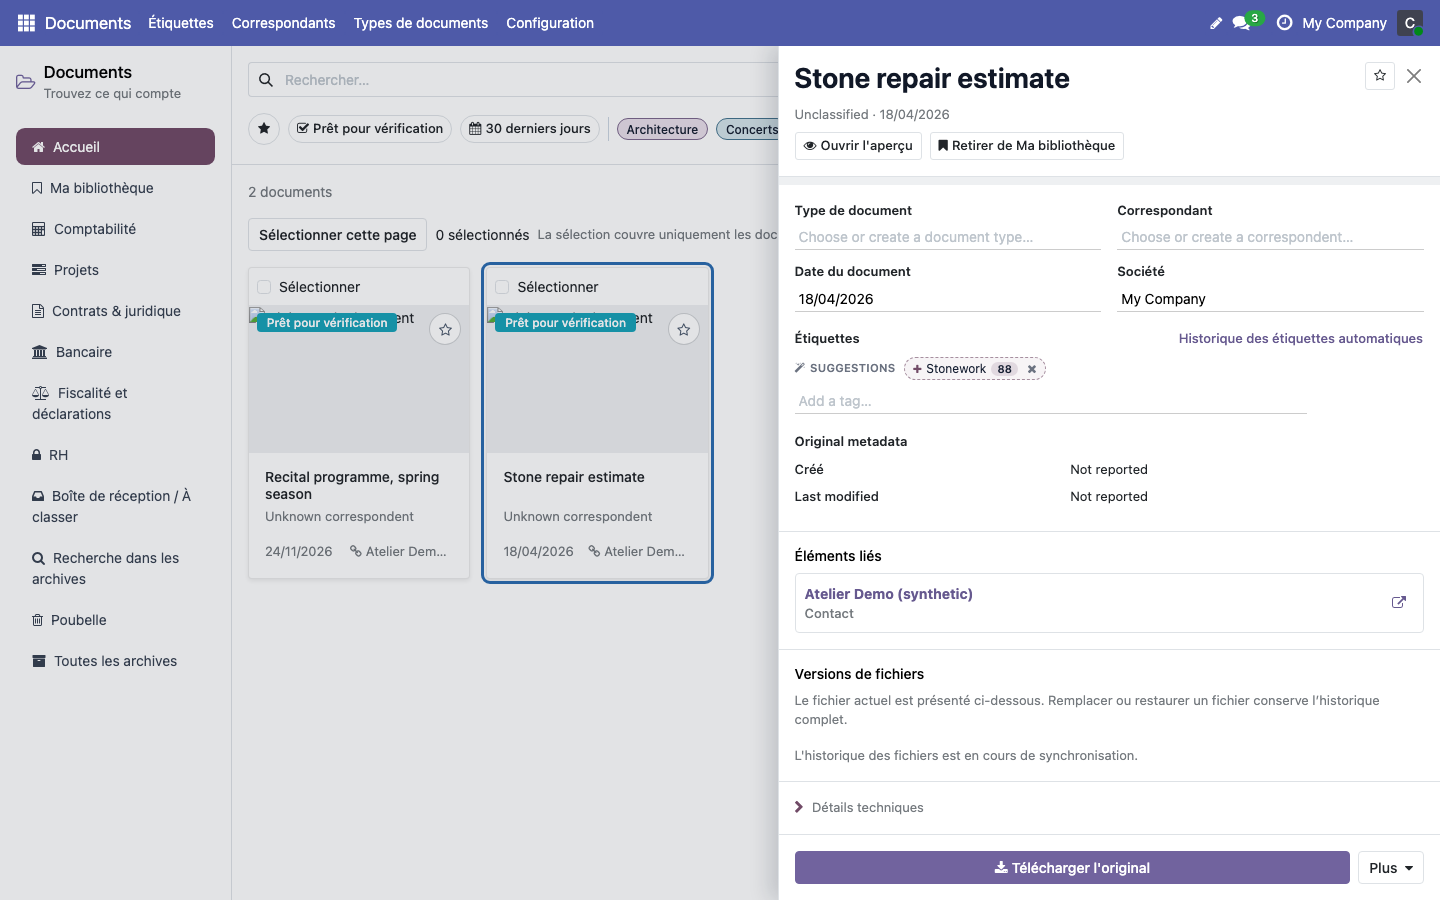 Documents
Étiquettes
Correspondants
Types de documents
Configuration
3
My Company
C
Documents
Trouvez ce qui compte
Accueil
Ma bibliothèque
Comptabilité
Projets
Contrats & juridique
Bancaire
Fiscalité et
déclarations
RH
Boîte de réception / À
classer
Recherche dans les
archives
Poubelle
Toutes les archives
Rechercher...
Prêt pour vérification
30 derniers jours
Architecture
Concerts
2 documents
Sélectionner cette page
0 sélectionnés
La sélection couvre uniquement les doc
Sélectionner
Prêt pour vérification
Recital programme, spring
season
Unknown correspondent
24/11/2026
Atelier Dem...
Sélectionner
Prêt pour vérification
Stone repair estimate
Unknown correspondent
18/04/2026
Atelier Dem...
Stone repair estimate
Unclassified · 18/04/2026
Ouvrir l'aperçu
Retirer de Ma bibliothèque
Type de document
Correspondant
Choose or create a document type...
Choose or create a correspondent...
Date du document
Société
18/04/2026
My Company
Étiquettes
Historique des étiquettes automatiques
SUGGESTIONS
Stonework 88
Add a tag...
Original metadata
Créé
Not reported
Last modified
Not reported
Éléments liés
Atelier Demo (synthetic)
Contact
Versions de fichiers
Le fichier actuel est présenté ci-dessous. Remplacer ou restaurer un fichier conserve l’historique
complet.
L'historique des fichiers est en cours de synchronisation.
Détails techniques
Télécharger l'original
Plus